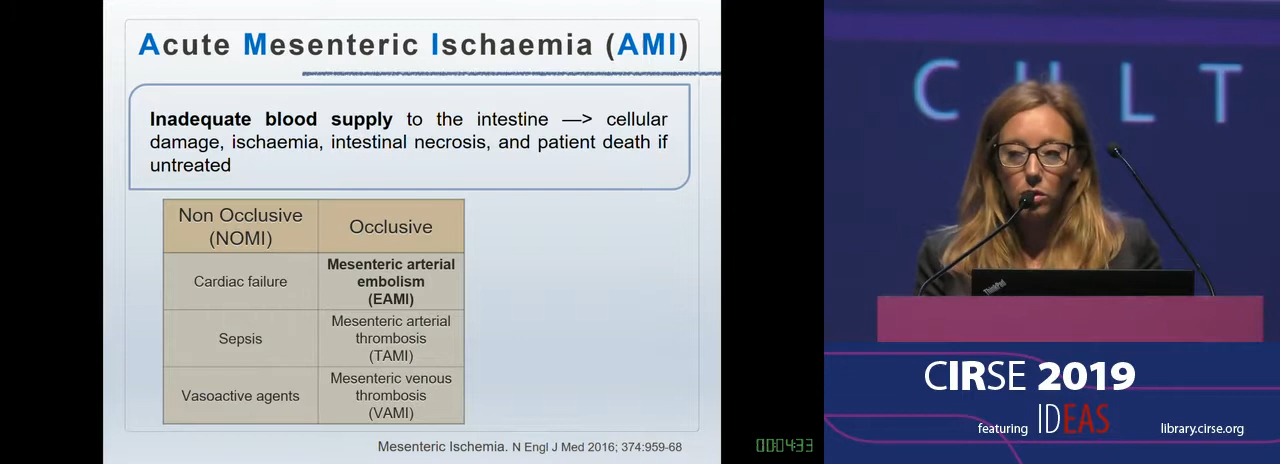 Acute Mesenteric Ischaemia (AMI)
Inadequate blood supply to the intestine —> cellular
damage, ischaemia, intestinal necrosis, and patient death if
untreated
Non Occlusive
(NOMI)
Occlusive
Cardiac failure
Mesenteric arterial
embolism
(EAMI)
Sepsis
Mesenteric arterial
thrombosis
(TAMI)
Vasoactive agents
Mesenteric venous
thrombosis
(VAMI)
Mesenteric Ischemia. N Engl J Med 2016; 374:959-68
00:04:33
C U L T
ThinkPad
CIRSE 2019
featuring IDEAS
library.cirse.org